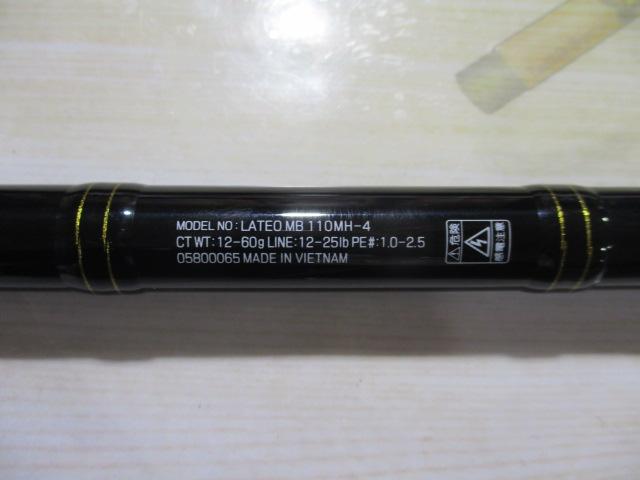 MODEL NO: LATEO MB 110MH-4
CT WT: 12-60g LINE: 12-25lb PE#: 1.0-2.5
05800065 MADE IN VIETNAM
危険
感電注意